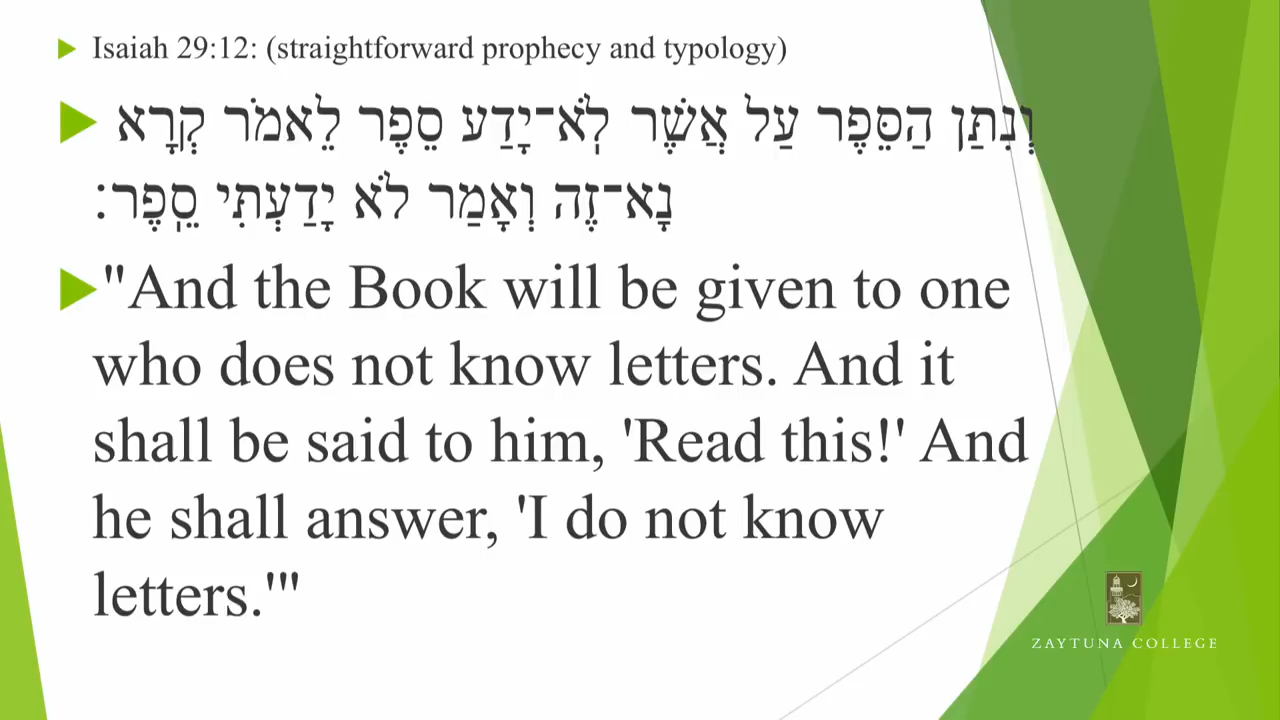 Isaiah 29:12: (straightforward prophecy and typology)
וְנִתַּן הַסֵּפֶר עַל אֲשֶׁר לֹֽא־יָדַע סֵפֶר לֵאמֹר קְרָא
נָא־זֶה וְאָמַר לֹא יָדַעְתִּי סֵֽפֶר׃
"And the Book will be given to one
who does not know letters. And it
shall be said to him, 'Read this!' And
he shall answer, 'I do not know
letters.'"
ZAYTUNA COLLEGE